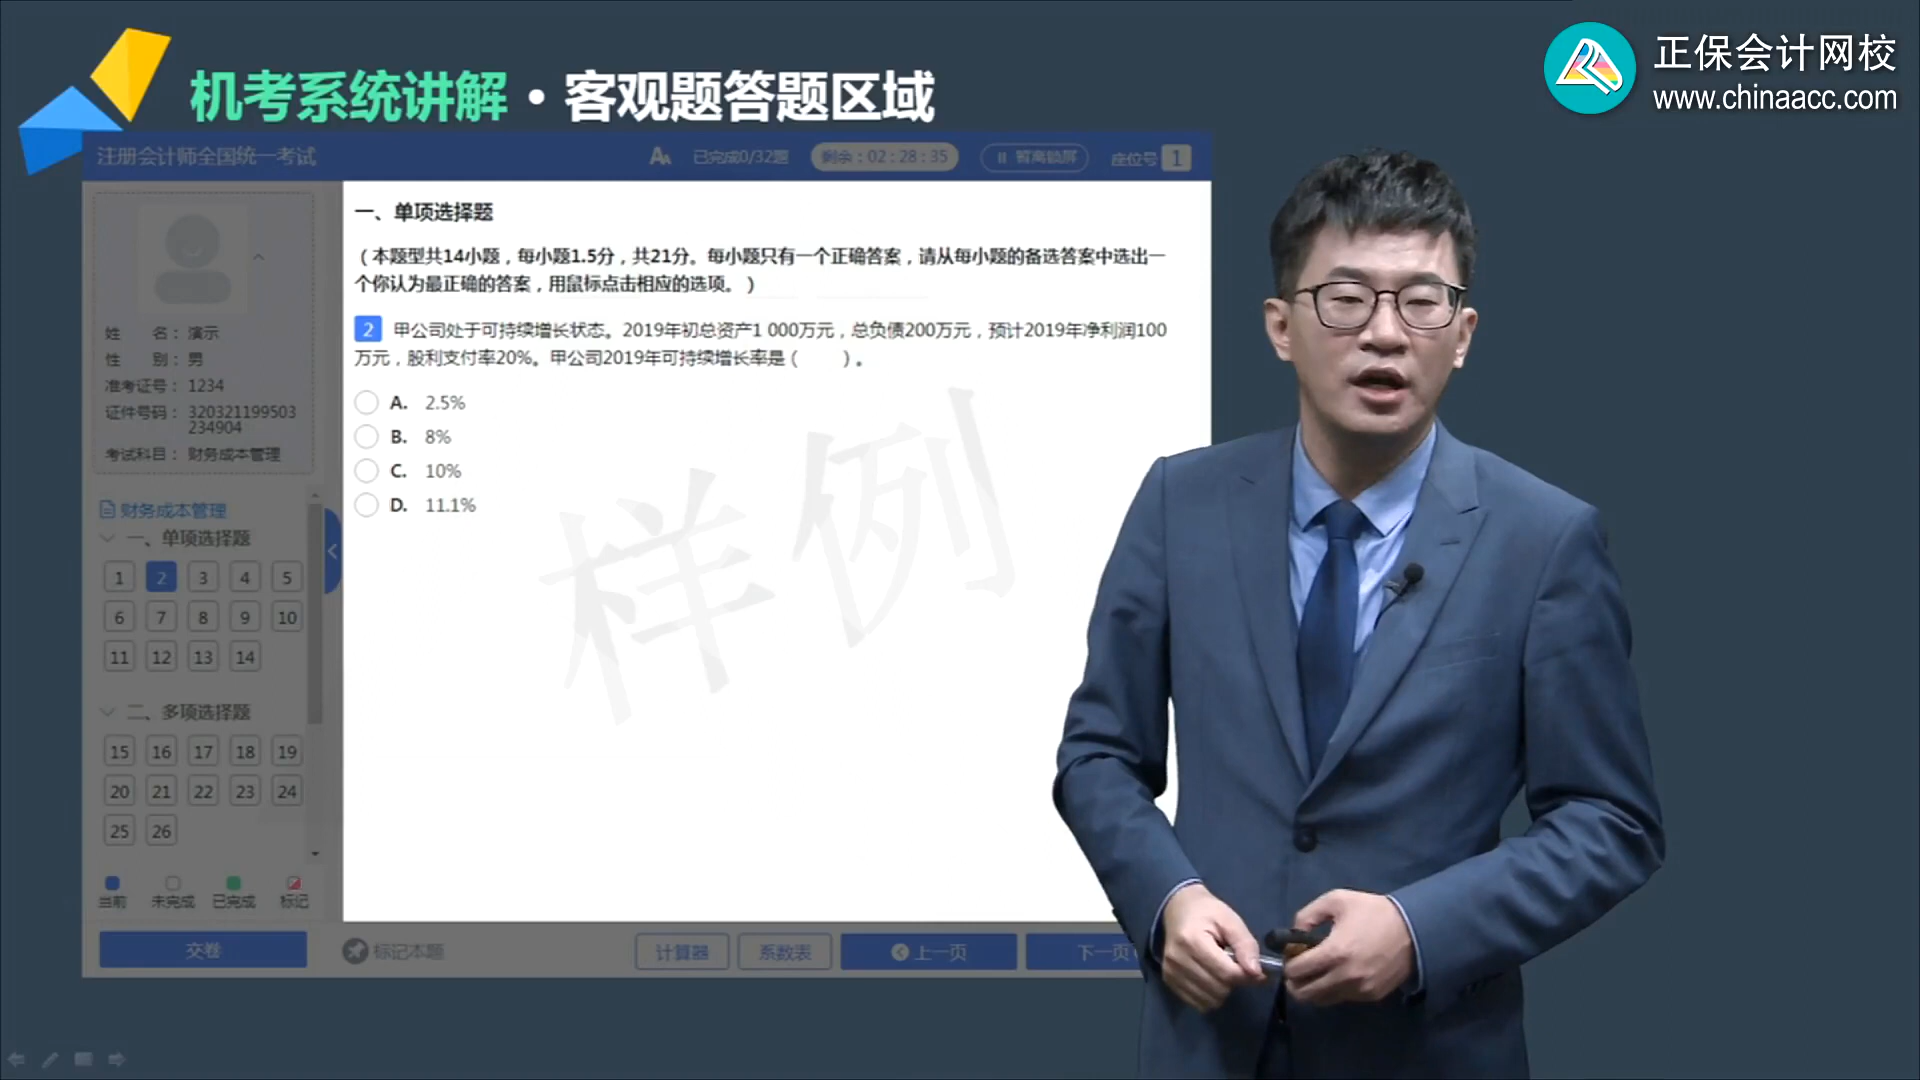 机考系统讲解·客观题答题区域
正保会计网校
www.chinaacc.com
注册会计师全国统一考试
AA 已完成0/32题 剩余：02:28:35 暂离锁屏 座位号 1
姓 名： 演示
性 别： 男
准考证号： 1234
证件号码： 320321199503
234904
考试科目： 财务成本管理
财务成本管理
一、单项选择题
1 2 3 4 5
6 7 8 9 10
11 12 13 14
二、多项选择题
15 16 17 18 19
20 21 22 23 24
25 26
当前 未完成 已完成 标记
交卷
一、单项选择题
（本题型共14小题，每小题1.5分，共21分。每小题只有一个正确答案，请从每小题的备选答案中选出一
个你认为最正确的答案，用鼠标点击相应的选项。）
2 甲公司处于可持续增长状态。2019年初总资产1 000万元，总负债200万元，预计2019年净利润100
万元，股利支付率20%。甲公司2019年可持续增长率是（ ）。
A. 2.5%
B. 8%
C. 10%
D. 11.1%
样例
标记本题 计算器 系数表 上一页 下一页